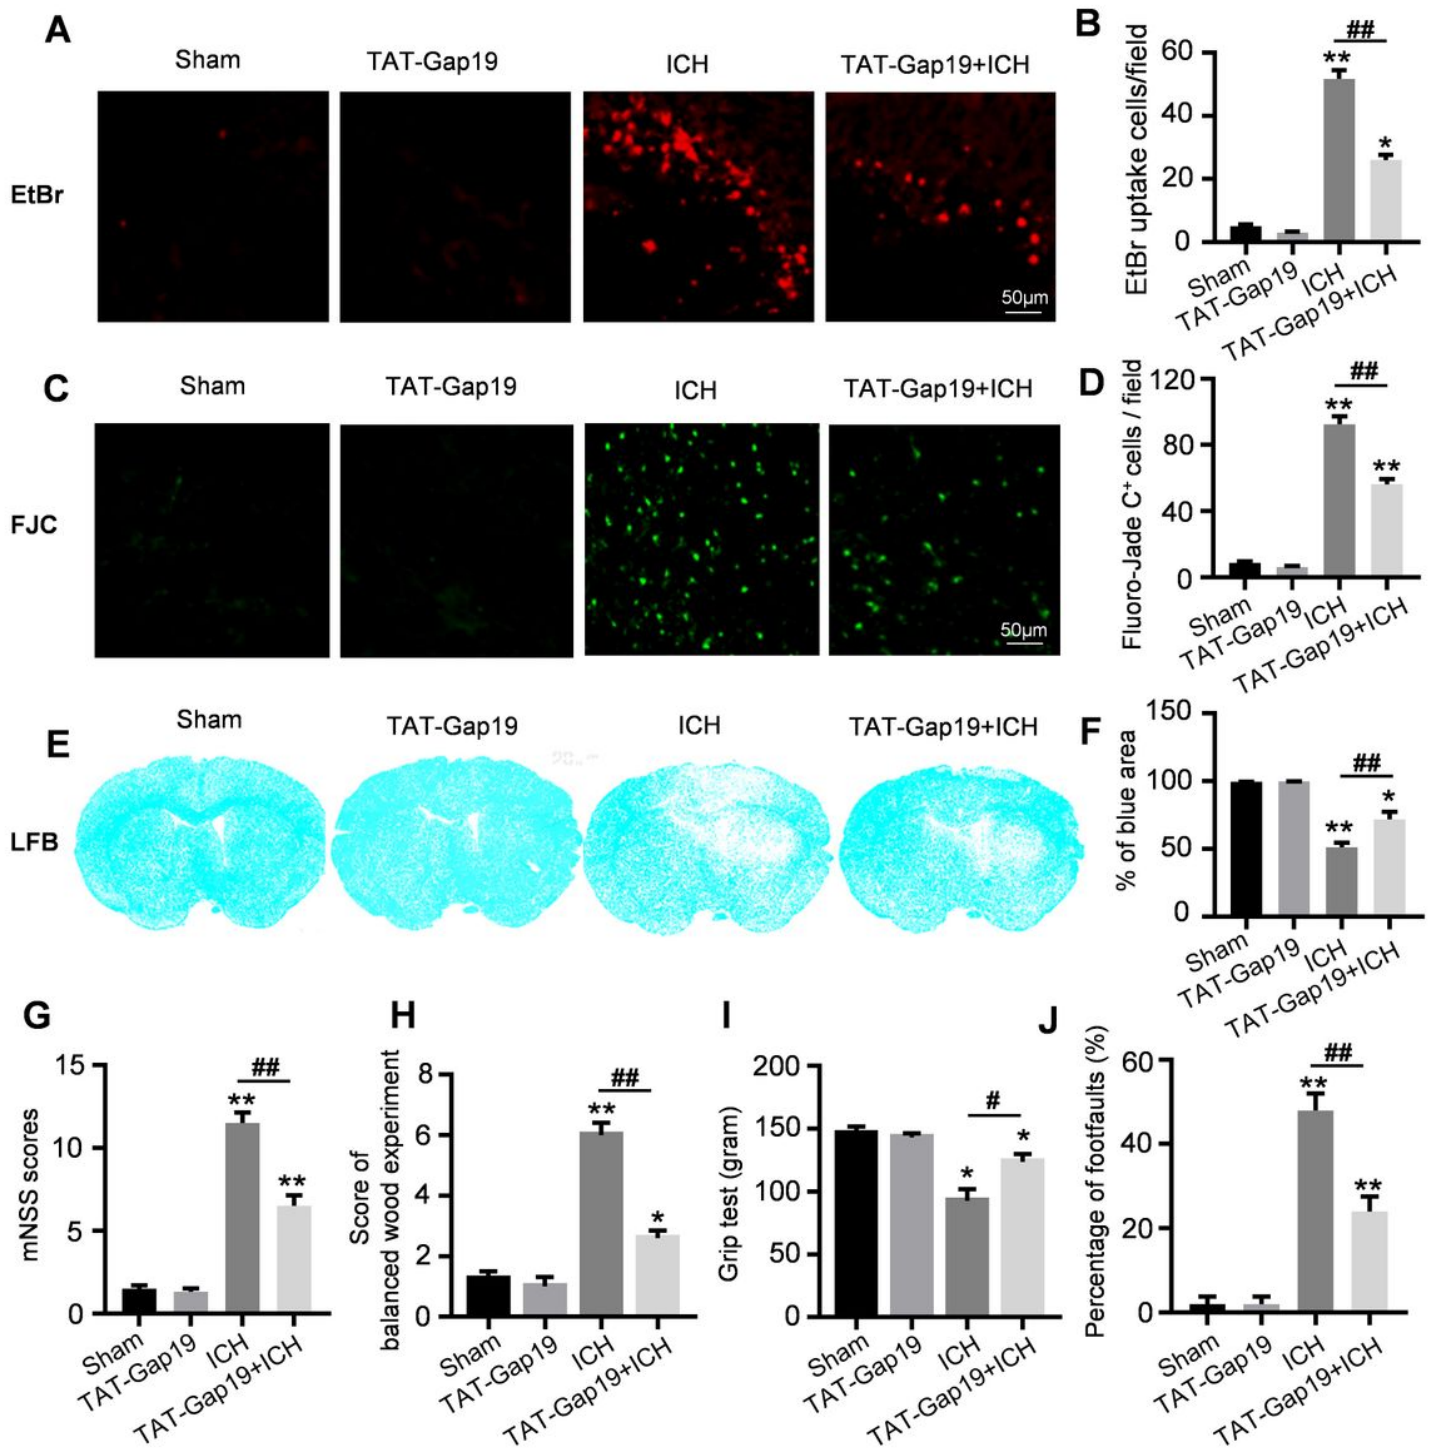 A
Sham
TAT-Gap19
ICH
TAT-Gap19+ICH
EtBr
50μm
B
##
**
*
EtBr uptake cells/field
60
40
20
0
Sham
TAT-Gap19
ICH
TAT-Gap19+ICH
C
Sham
TAT-Gap19
ICH
TAT-Gap19+ICH
FJC
50μm
D
##
**
**
Fluoro-Jade C+ cells / field
120
80
40
0
Sham
TAT-Gap19
ICH
TAT-Gap19+ICH
E
Sham
TAT-Gap19
ICH
TAT-Gap19+ICH
LFB
F
##
**
*
% of blue area
150
100
50
0
Sham
TAT-Gap19
ICH
TAT-Gap19+ICH
G
##
**
**
mNSS scores
15
10
5
0
Sham
TAT-Gap19
ICH
TAT-Gap19+ICH
H
##
**
*
Score of
balanced wood experiment
8
6
4
2
0
Sham
TAT-Gap19
ICH
TAT-Gap19+ICH
I
#
*
*
Grip test (gram)
200
150
100
50
0
Sham
TAT-Gap19
ICH
TAT-Gap19+ICH
J
##
**
**
Percentage of footfaults (%)
60
40
20
0
Sham
TAT-Gap19
ICH
TAT-Gap19+ICH